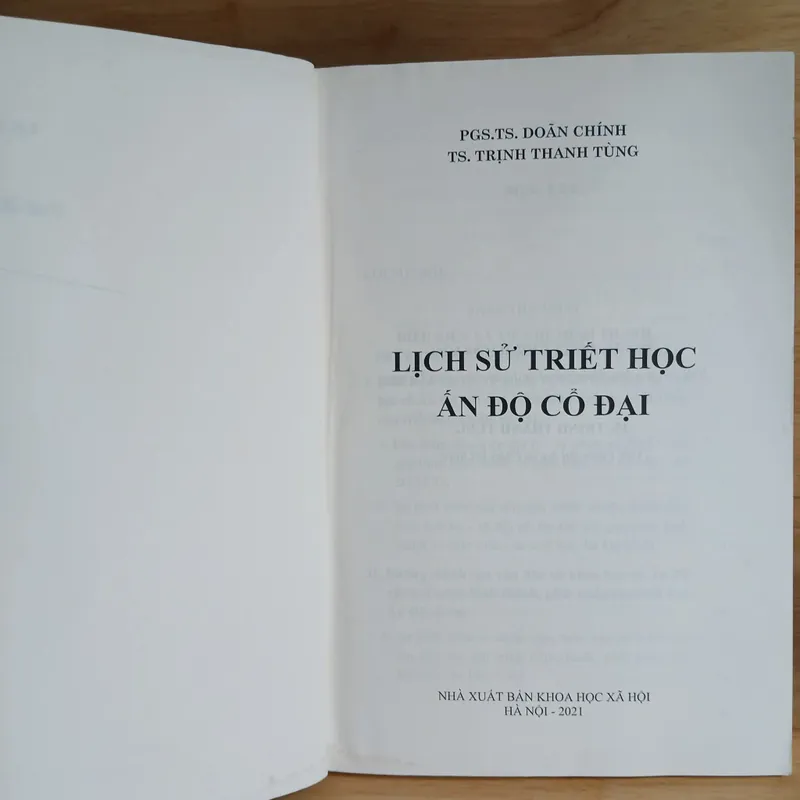 PGS.TS. DOÃN CHÍNH
TS. TRỊNH THANH TÙNG
LỊCH SỬ TRIẾT HỌC
ẤN ĐỘ CỔ ĐẠI
NHÀ XUẤT BẢN KHOA HỌC XÃ HỘI
HÀ NỘI - 2021